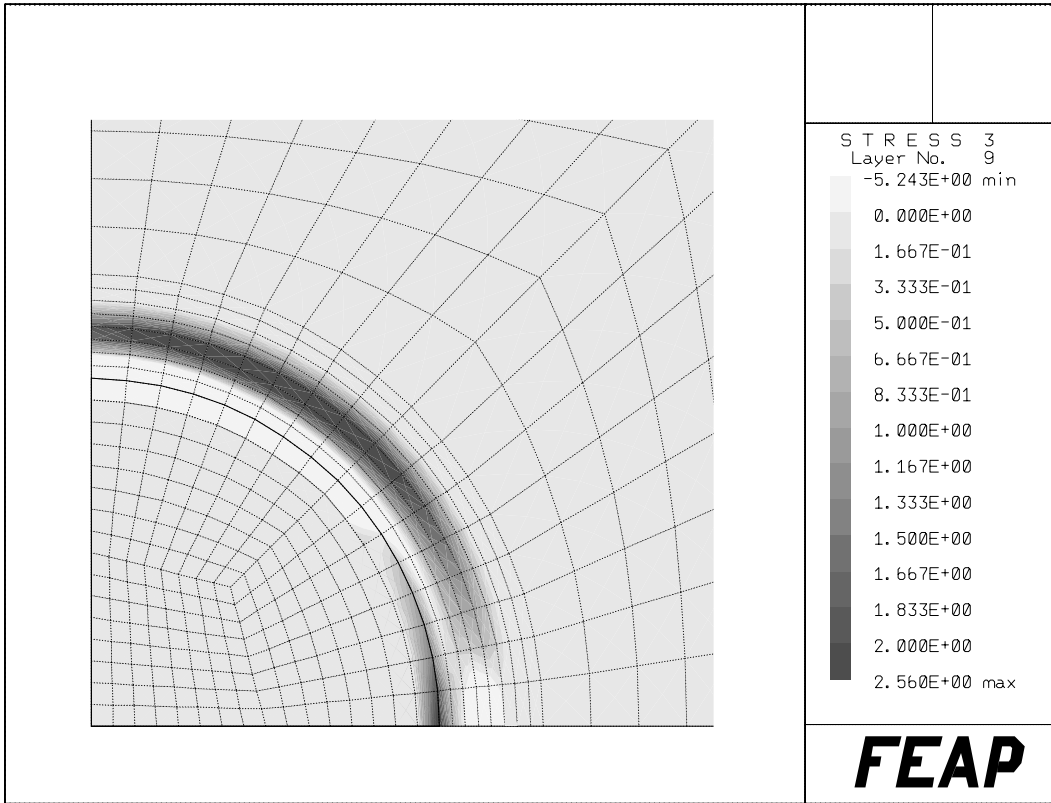 S T R E S S 3
Layer No. 9
-5.243E+00 min
0.000E+00
1.667E-01
3.333E-01
5.000E-01
6.667E-01
8.333E-01
1.000E+00
1.167E+00
1.333E+00
1.500E+00
1.667E+00
1.833E+00
2.000E+00
2.560E+00 max
FEAP